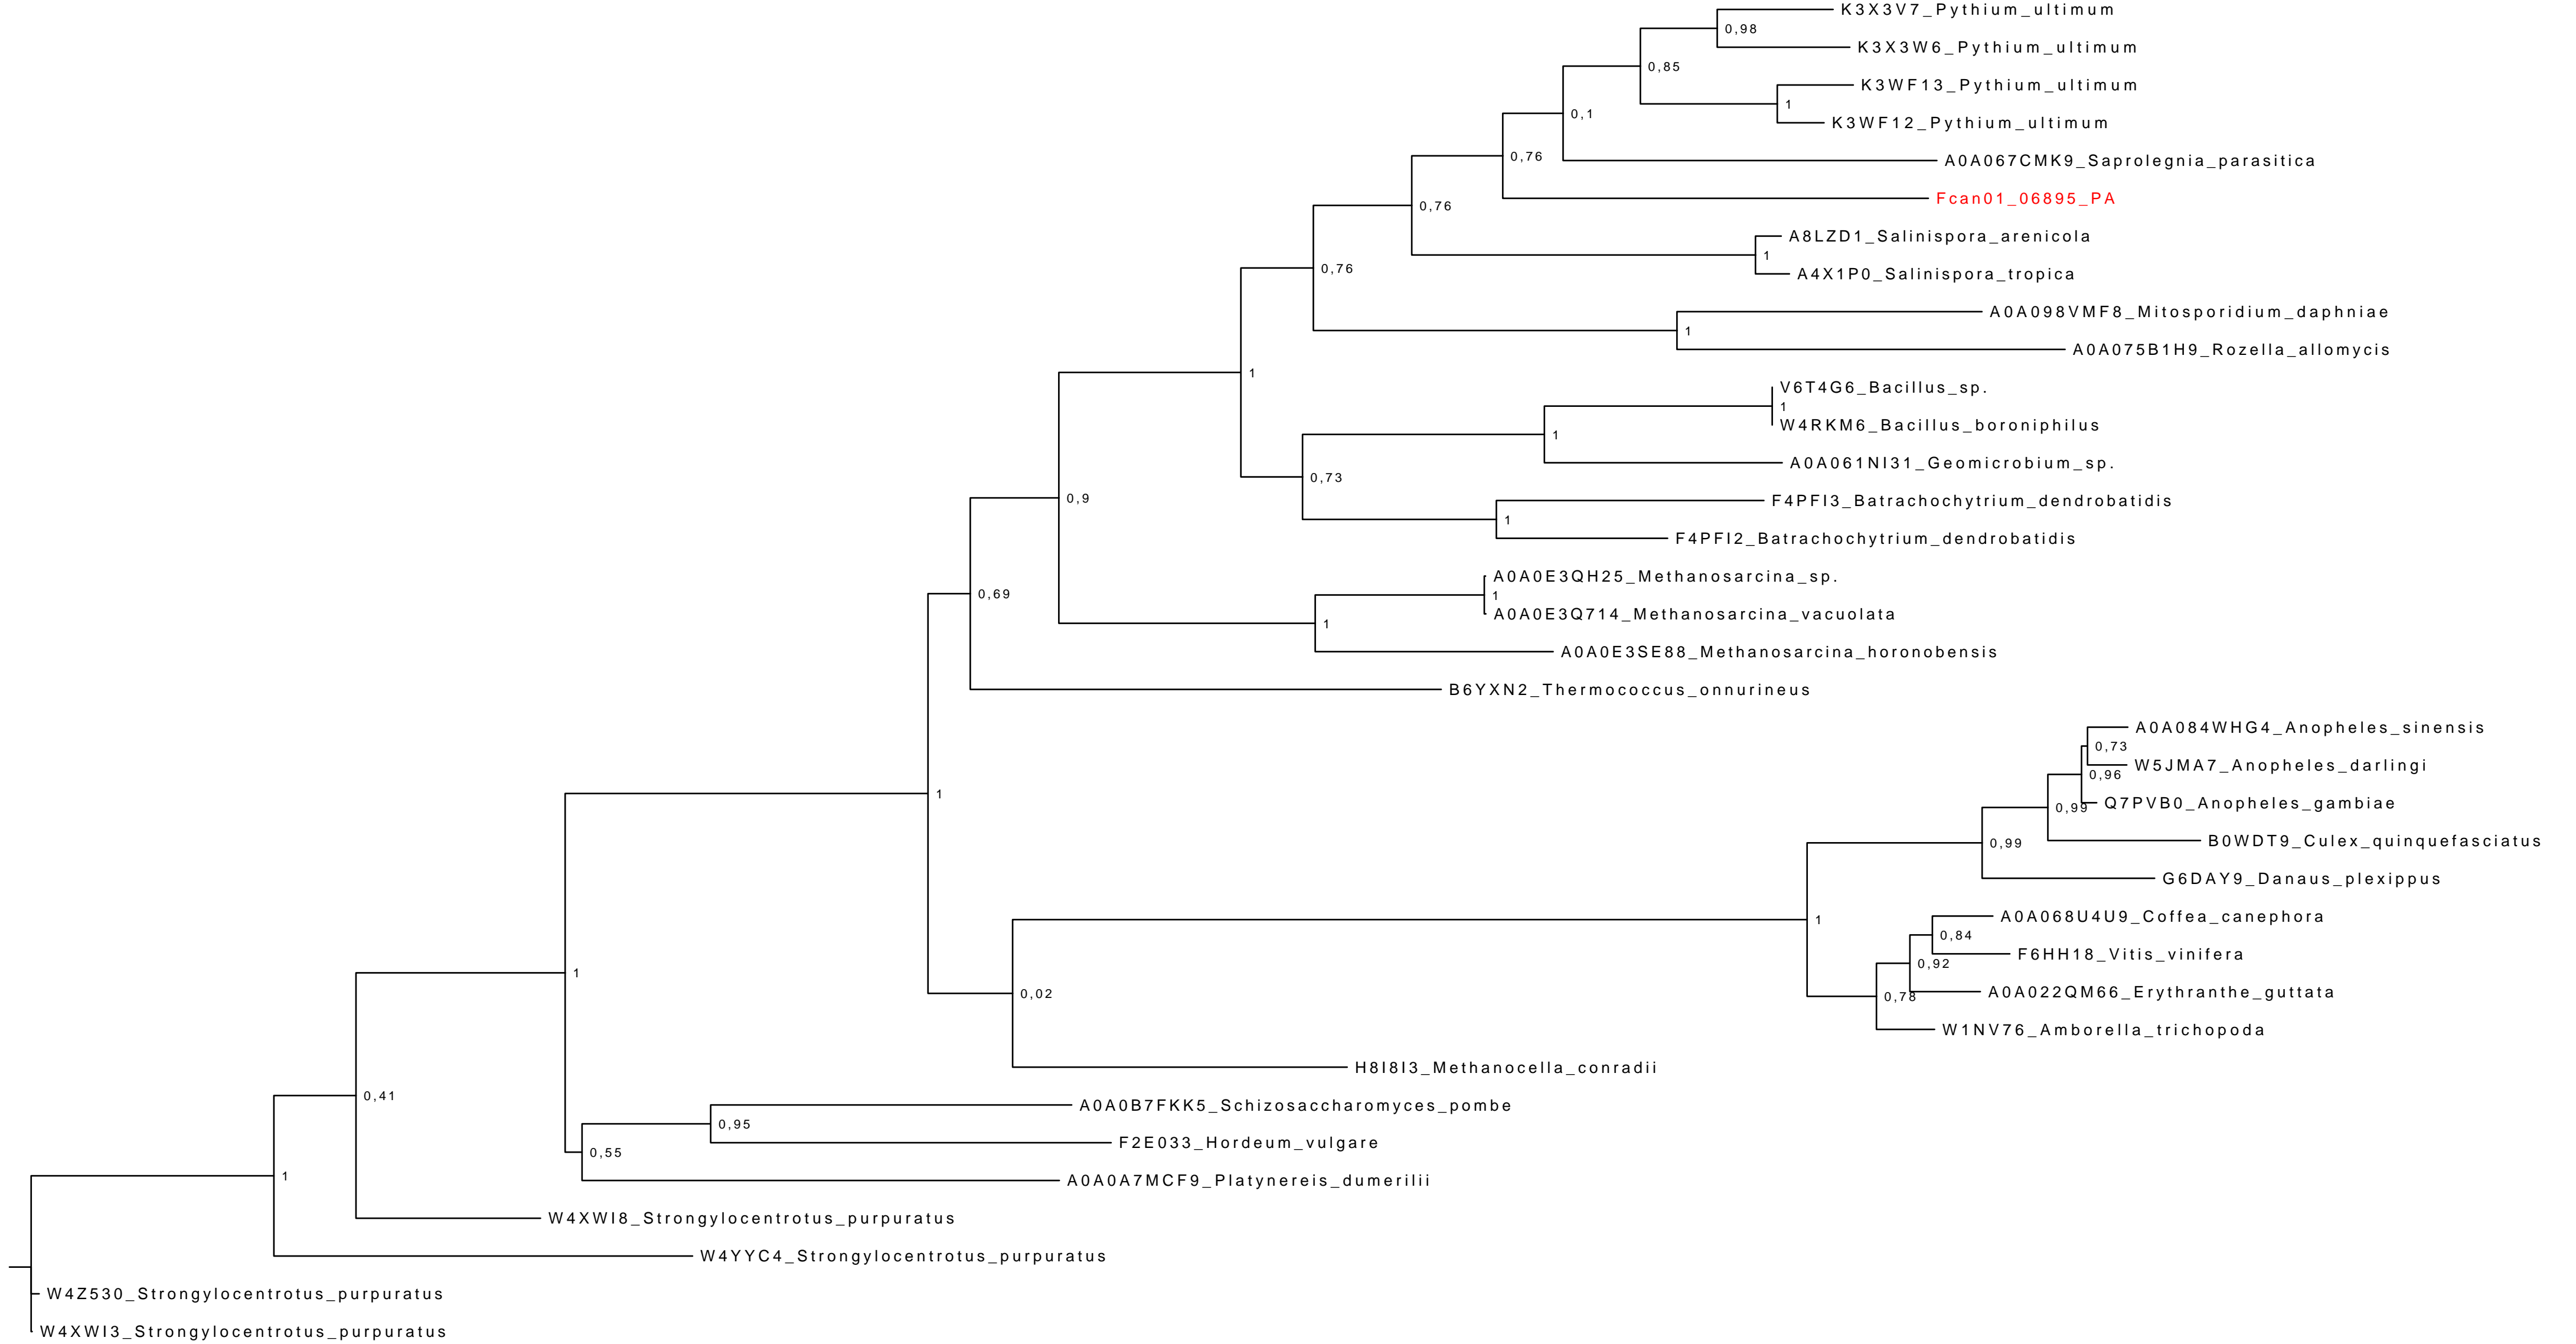 K3X3V7_Pythium_ultimum
0,98
K3X3W6_Pythium_ultimum
0,85
K3WF13_Pythium_ultimum
1
K3WF12_Pythium_ultimum
0,1
0,76
A0A067CMK9_Saprolegnia_parasitica
Fcan01_06895_PA
0,76
A8LZD1_Salinispora_arenicola
1
A4X1P0_Salinispora_tropica
0,76
A0A098VMF8_Mitosporidium_daphniae
1
A0A075B1H9_Rozella_allomycis
1
V6T4G6_Bacillus_sp.
1
W4RKM6_Bacillus_boroniphilus
1
A0A061NI31_Geomicrobium_sp.
0,73
F4PFI3_Batrachochytrium_dendrobatidis
1
F4PFI2_Batrachochytrium_dendrobatidis
0,9
A0A0E3QH25_Methanosarcina_sp.
1
A0A0E3Q714_Methanosarcina_vacuolata
1
A0A0E3SE88_Methanosarcina_horonobensis
0,69
B6YXN2_Thermococcus_onnurineus
1
A0A084WHG4_Anopheles_sinensis
0,73
W5JMA7_Anopheles_darlingi
0,96
Q7PVB0_Anopheles_gambiae
0,99
B0WDT9_Culex_quinquefasciatus
0,99
G6DAY9_Danaus_plexippus
1
A0A068U4U9_Coffea_canephora
0,84
F6HH18_Vitis_vinifera
0,92
A0A022QM66_Erythranthe_guttata
0,78
W1NV76_Amborella_trichopoda
0,02
H8I8I3_Methanocella_conradii
1
A0A0B7FKK5_Schizosaccharomyces_pombe
0,95
F2E033_Hordeum_vulgare
0,55
A0A0A7MCF9_Platynereis_dumerilii
0,41
W4XWI8_Strongylocentrotus_purpuratus
1
W4YYC4_Strongylocentrotus_purpuratus
W4Z530_Strongylocentrotus_purpuratus
W4XWI3_Strongylocentrotus_purpuratus